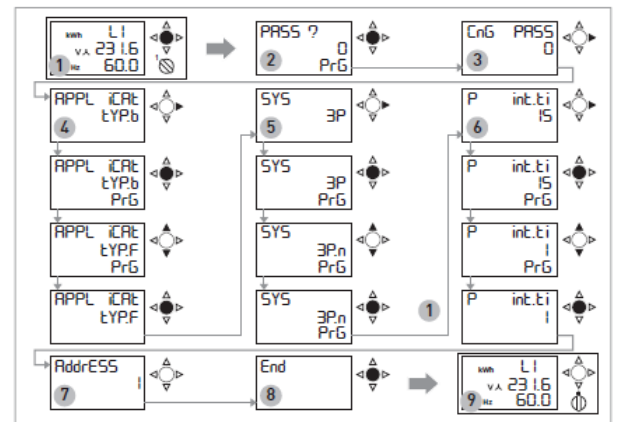 kWh L1
V⅄ 231.6
1 Hz 60.0 1
PASS ?
0
2 PrG
CnG PASS
0
3
APPL iCAt
tYP.b
4
APPL iCAt
tYP.b
PrG
APPL iCAt
tYP.F
PrG
APPL iCAt
tYP.F
SYS
3P
5
SYS
3P
PrG
SYS
3P.n
PrG
SYS
3P.n
PrG
1
P int.ti
15
6
P int.ti
15
PrG
P int.ti
1
PrG
P int.ti
1
AddrESS
1
7
End
8
kWh L1
V⅄ 231.6
9 Hz 60.0